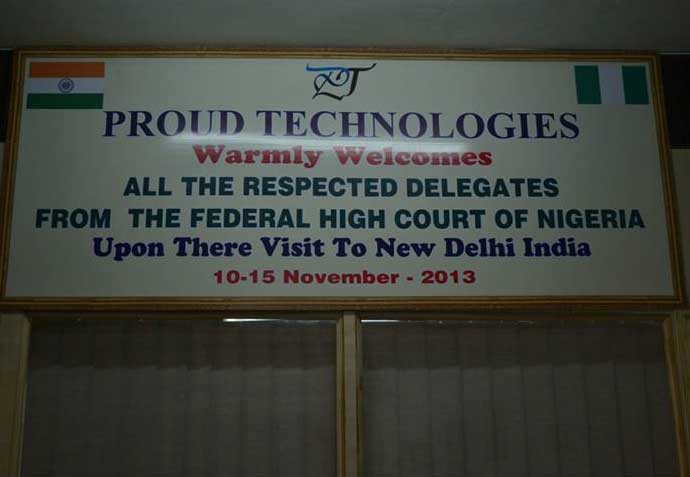 PT
PROUD TECHNOLOGIES
Warmly Welcomes
ALL THE RESPECTED DELEGATES
FROM THE FEDERAL HIGH COURT OF NIGERIA
Upon There Visit To New Delhi India
10-15 November - 2013